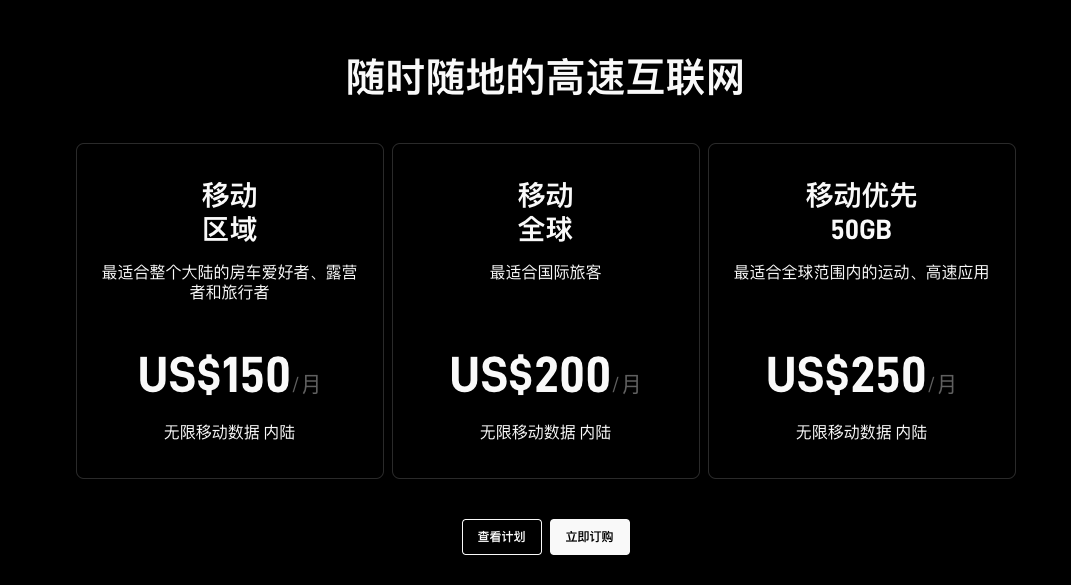 随时随地的高速互联网
移动
区域
最适合整个大陆的房车爱好者、露营
者和旅行者
US$150/月
无限移动数据 内陆
移动
全球
最适合国际旅客
US$200/月
无限移动数据 内陆
移动优先
50GB
最适合全球范围内的运动、高速应用
US$250/月
无限移动数据 内陆
查看计划
立即订购